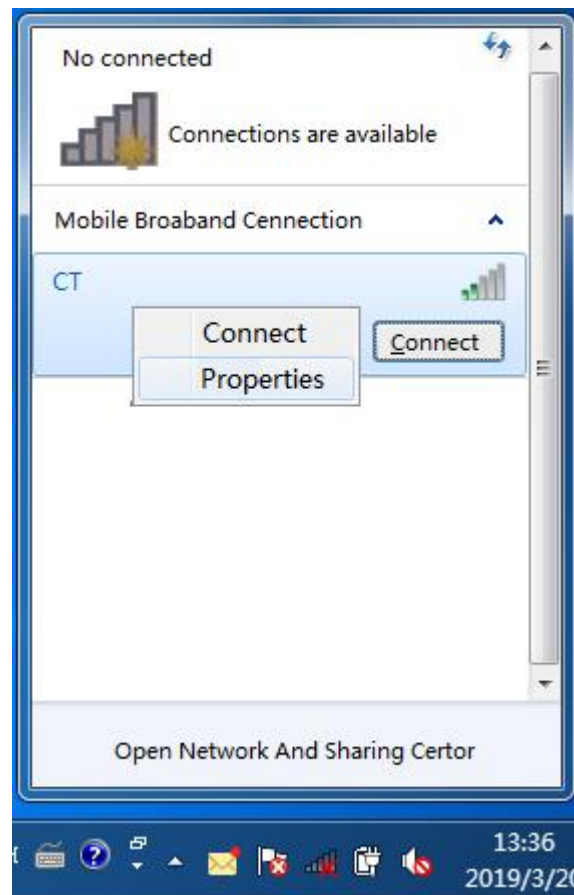 No connected
Connections are available
Mobile Broaband Cennection
CT
Connect
Connect
Properties
Open Network And Sharing Certor
13:36
2019/3/20